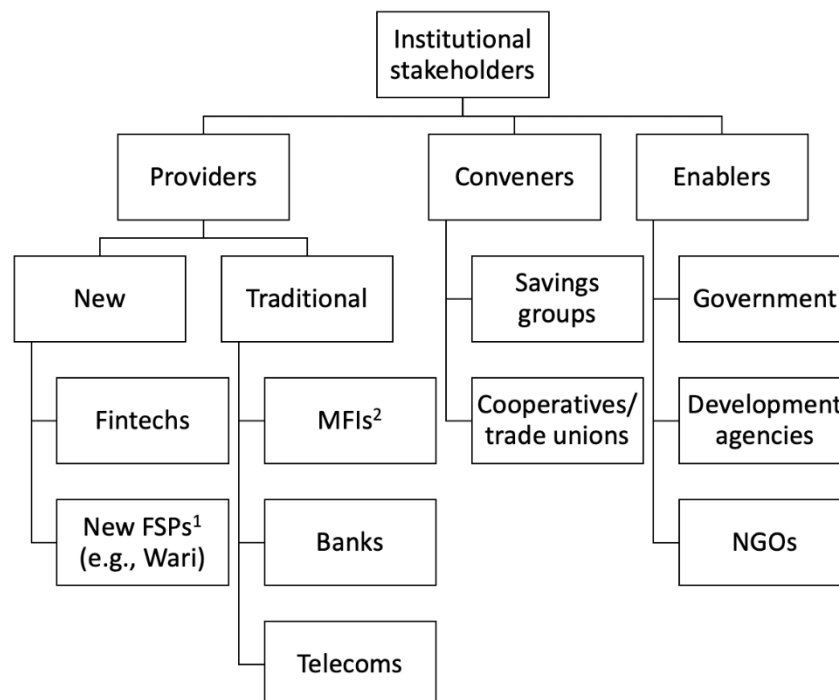 Institutional
stakeholders
Providers
Conveners
Enablers
New
Traditional
Savings
groups
Government
Fintechs
MFIs²
Cooperatives/
trade unions
Development
agencies
New FSPs¹
(e.g., Wari)
Banks
NGOs
Telecoms